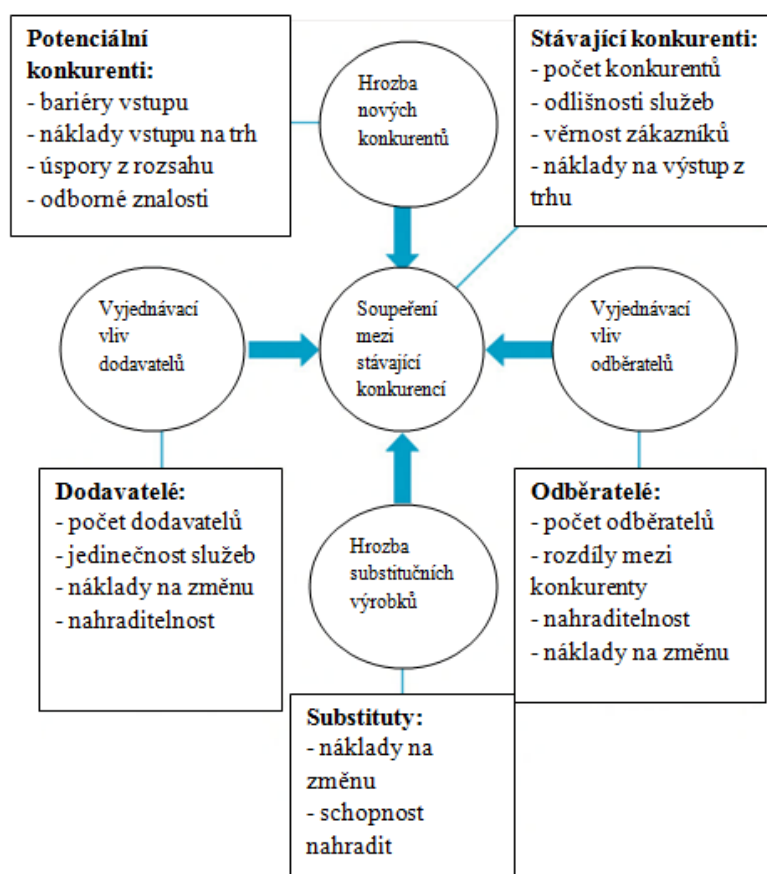 Potenciální
konkurenti:
- bariéry vstupu
- náklady vstupu na trh
- úspory z rozsahu
- odborné znalosti
Hrozba
nových
konkurentů
Stávající konkurenti:
- počet konkurentů
- odlišnosti služeb
- věrnost zákazníků
- náklady na výstup z
trhu
Vyjednávací
vliv
dodavatelů
Soupeření
mezi
stávající
konkurencí
Vyjednávací
vliv
odběratelů
Dodavatelé:
- počet dodavatelů
- jedinečnost služeb
- náklady na změnu
- nahraditelnost
Hrozba
substitučních
výrobků
Odběratelé:
- počet odběratelů
- rozdíly mezi
konkurenty
- nahraditelnost
- náklady na změnu
Substituty:
- náklady na
změnu
- schopnost
nahradit